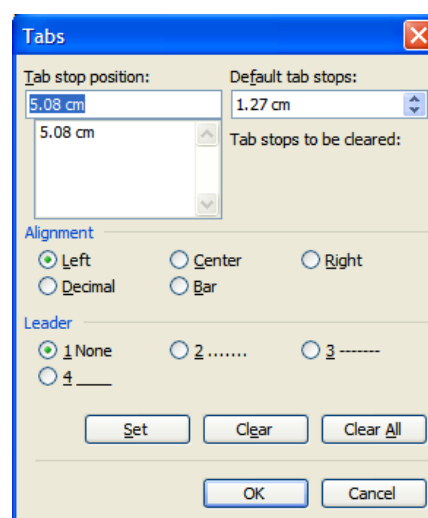 Tabs
Tab stop position: Default tab stops:
5.08 cm 1.27 cm
5.08 cm Tab stops to be cleared:
Alignment
Left Center Right
Decimal Bar
Leader
1 None 2 ....... 3 -------
4 ___
Set Clear Clear All
OK Cancel